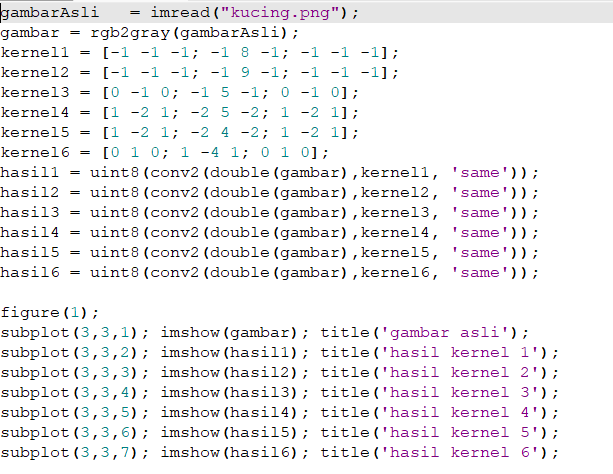 gambarAsli   = imread("kucing.png");
gambar = rgb2gray(gambarAsli);
kernel1 = [-1 -1 -1; -1 8 -1; -1 -1 -1];
kernel2 = [-1 -1 -1; -1 9 -1; -1 -1 -1];
kernel3 = [0 -1 0; -1 5 -1; 0 -1 0];
kernel4 = [1 -2 1; -2 5 -2; 1 -2 1];
kernel5 = [1 -2 1; -2 4 -2; 1 -2 1];
kernel6 = [0 1 0; 1 -4 1; 0 1 0];
hasil1 = uint8(conv2(double(gambar),kernel1, 'same'));
hasil2 = uint8(conv2(double(gambar),kernel2, 'same'));
hasil3 = uint8(conv2(double(gambar),kernel3, 'same'));
hasil4 = uint8(conv2(double(gambar),kernel4, 'same'));
hasil5 = uint8(conv2(double(gambar),kernel5, 'same'));
hasil6 = uint8(conv2(double(gambar),kernel6, 'same'));

figure(1);
subplot(3,3,1); imshow(gambar); title('gambar asli');
subplot(3,3,2); imshow(hasil1); title('hasil kernel 1');
subplot(3,3,3); imshow(hasil2); title('hasil kernel 2');
subplot(3,3,4); imshow(hasil3); title('hasil kernel 3');
subplot(3,3,5); imshow(hasil4); title('hasil kernel 4');
subplot(3,3,6); imshow(hasil5); title('hasil kernel 5');
subplot(3,3,7); imshow(hasil6); title('hasil kernel 6');